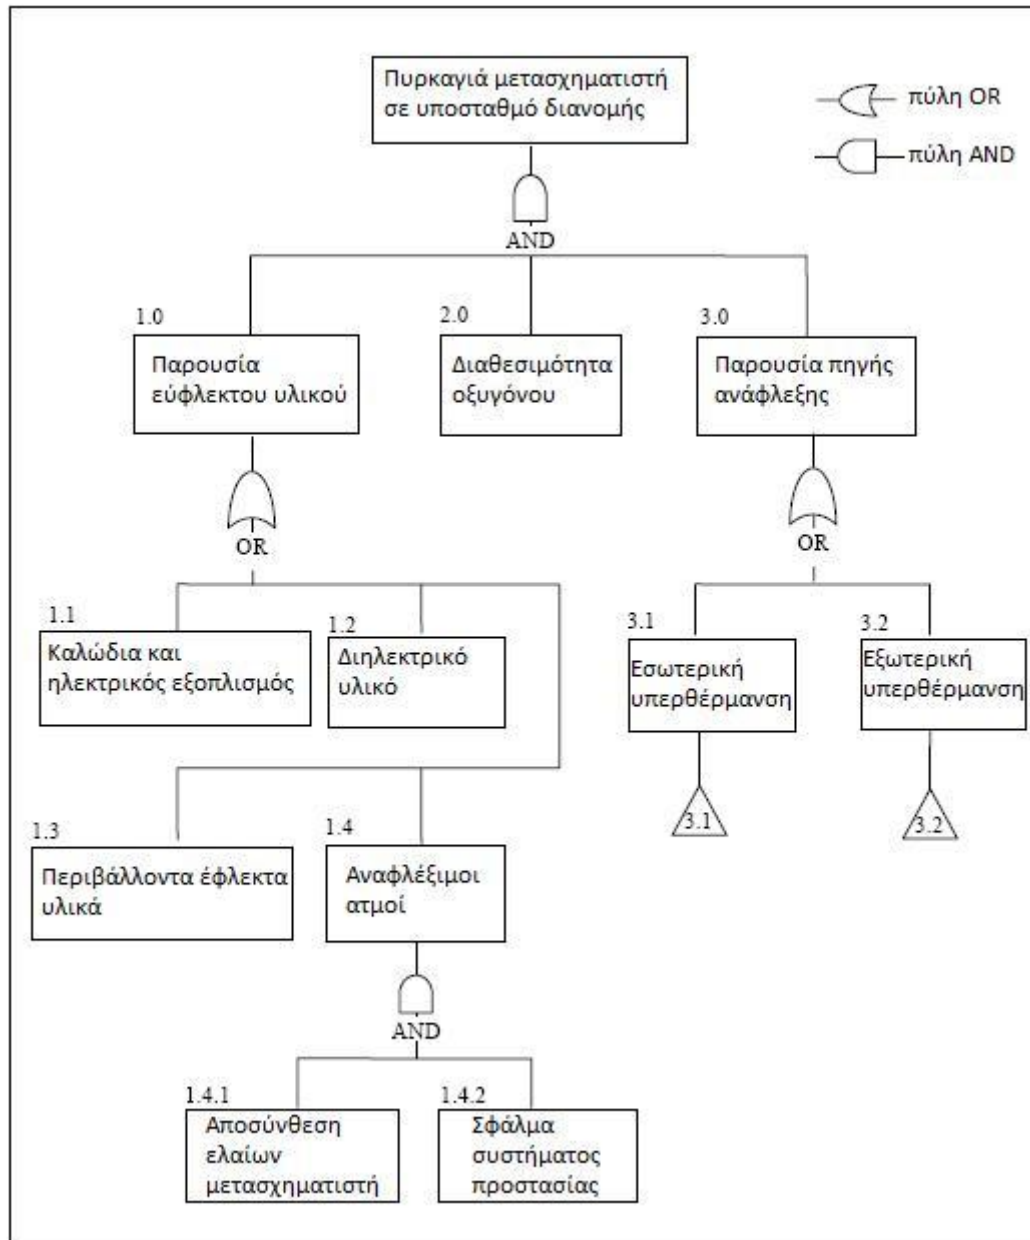 Πυρκαγιά μετασχηματιστή
σε υποσταθμό διανομής
πύλη OR
πύλη AND
AND
1.0
Παρουσία
εύφλεκτου υλικού
2.0
Διαθεσιμότητα
οξυγόνου
3.0
Παρουσία πηγής
ανάφλεξης
OR
OR
1.1
Καλώδια και
ηλεκτρικός εξοπλισμός
1.2
Διηλεκτρικό
υλικό
3.1
Εσωτερική
υπερθέρμανση
3.2
Εξωτερική
υπερθέρμανση
3.1
3.2
1.3
Περιβάλλοντα έφλεκτα
υλικά
1.4
Αναφλέξιμοι
ατμοί
AND
1.4.1
Αποσύνθεση
ελαίων
μετασχηματιστή
1.4.2
Σφάλμα
συστήματος
προστασίας